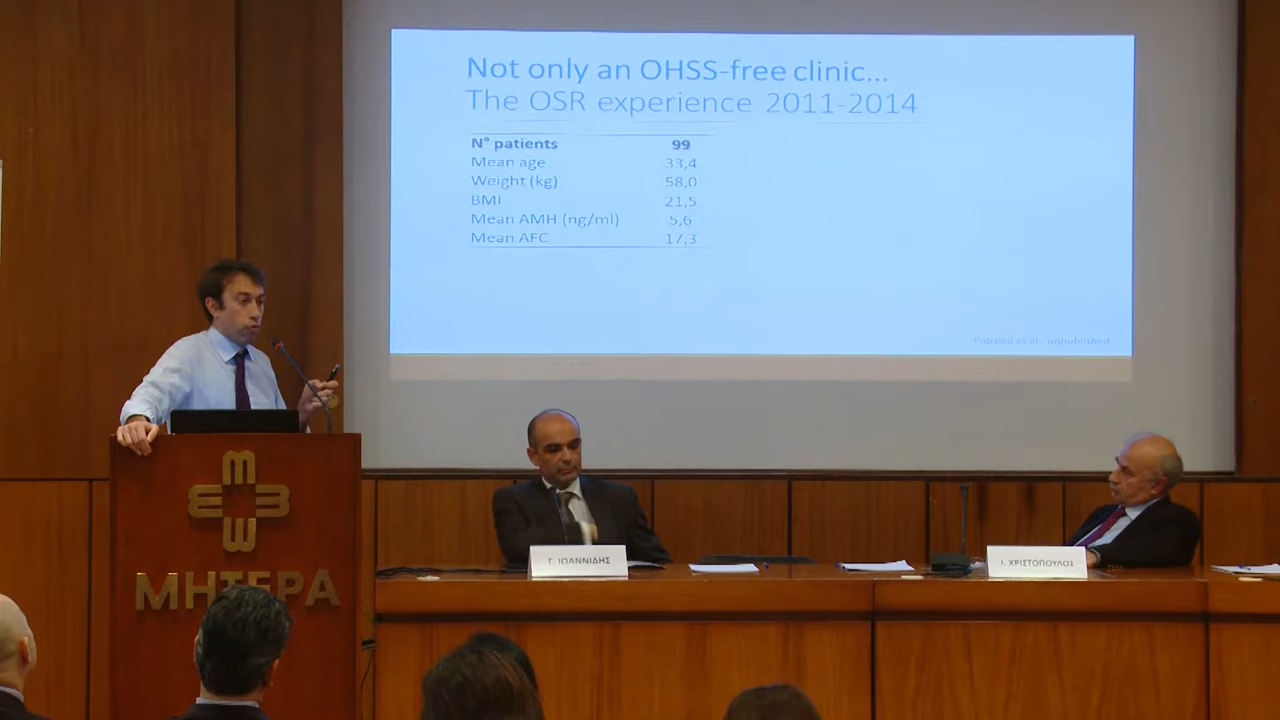 Not only an OHSS-free clinic...
The OSR experience 2011-2014
N° patients 99
Mean age 33,4
Weight (kg) 58,0
BMI 21,5
Mean AMH (ng/ml) 5,6
Mean AFC 17,3
Papaleo et al., unpublished
ΜΗΤΕΡΑ
Γ. ΙΩΑΝΝΙΔΗΣ
Ι. ΧΡΙΣΤΟΠΟΥΛΟΣ